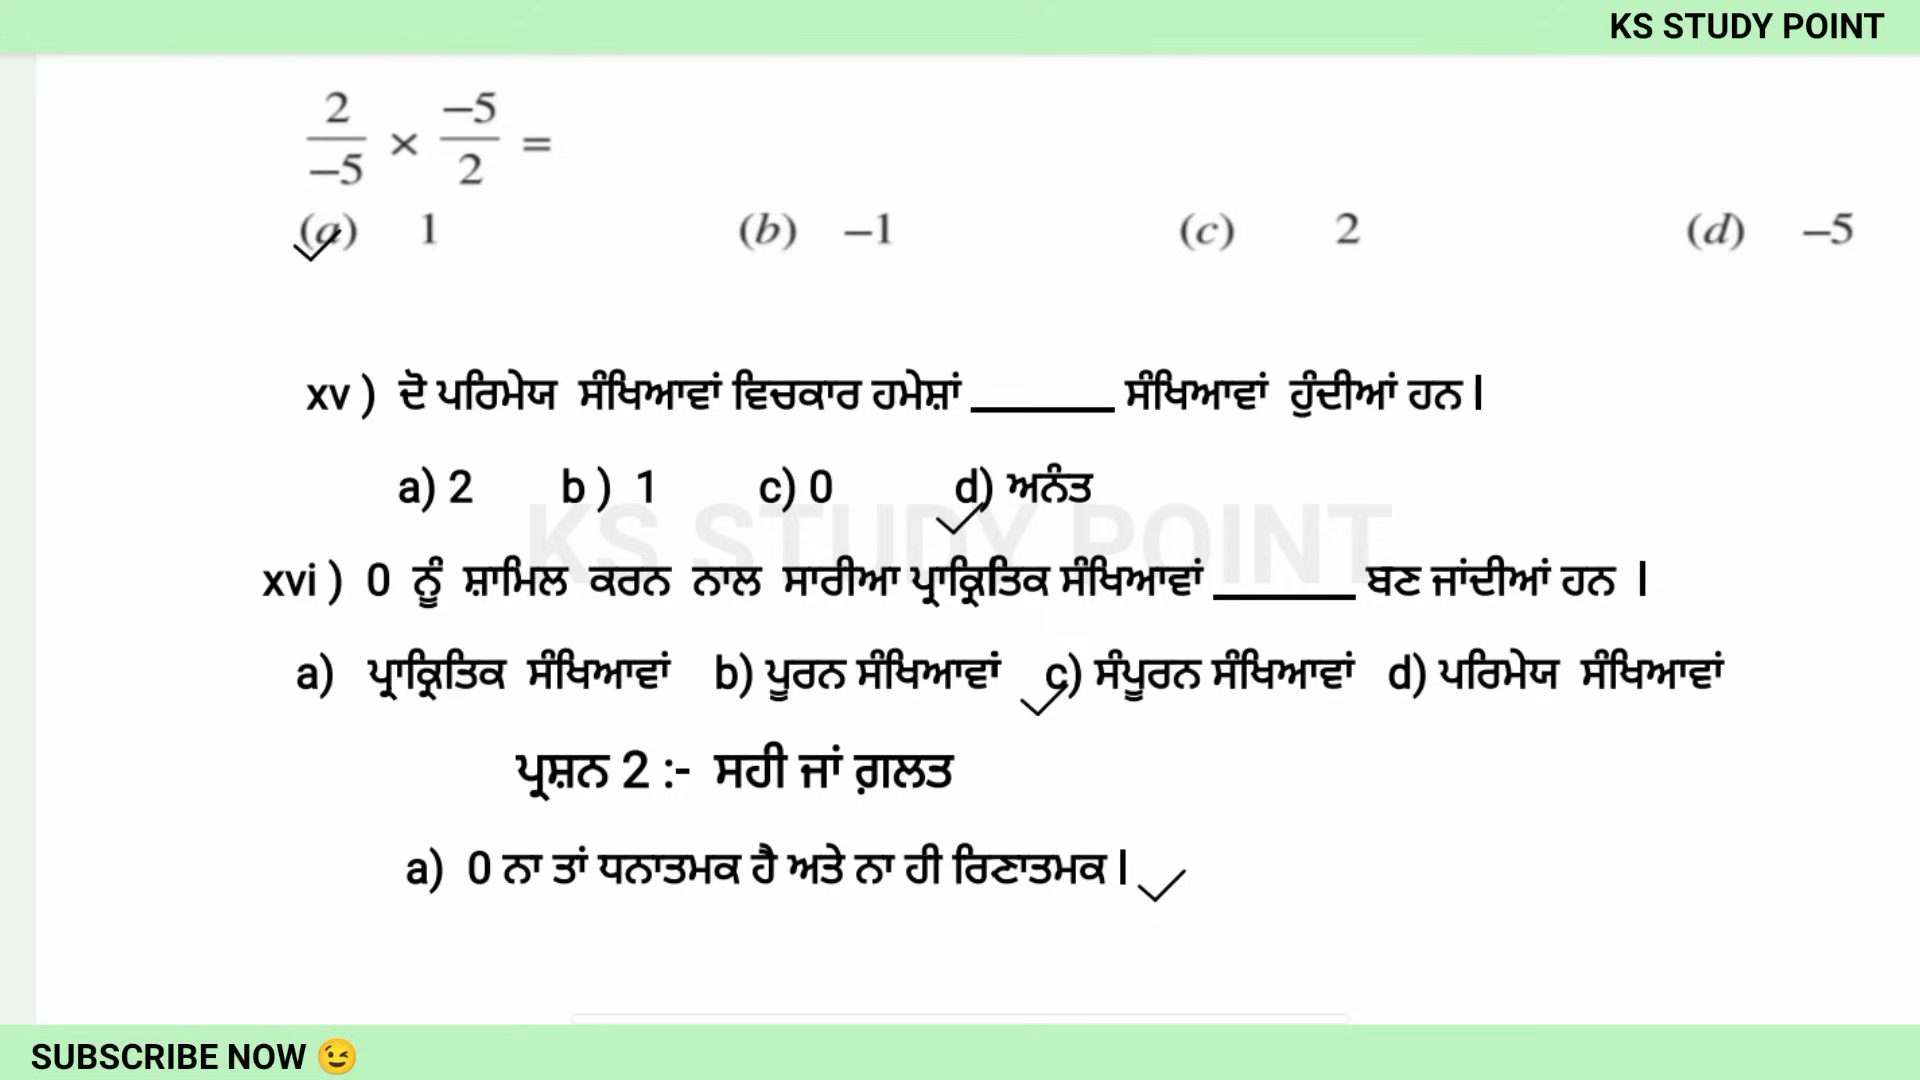 KS STUDY POINT
2/-5 × -5/2 =
(a) 1 (b) -1 (c) 2 (d) -5
xv ) ਦੋ ਪਰਿਮੇਯ ਸੰਖਿਆਵਾਂ ਵਿਚਕਾਰ ਹਮੇਸ਼ਾਂ ______ ਸੰਖਿਆਵਾਂ ਹੁੰਦੀਆਂ ਹਨ।
a) 2 b ) 1 c) 0 d) ਅਨੰਤ
KS STUDY POINT
xvi ) 0 ਨੂੰ ਸ਼ਾਮਿਲ ਕਰਨ ਨਾਲ ਸਾਰੀਆ ਪ੍ਰਾਕ੍ਰਿਤਿਕ ਸੰਖਿਆਵਾਂ ______ ਬਣ ਜਾਂਦੀਆਂ ਹਨ ।
a) ਪ੍ਰਾਕ੍ਰਿਤਿਕ ਸੰਖਿਆਵਾਂ b) ਪੂਰਨ ਸੰਖਿਆਵਾਂ c) ਸੰਪੂਰਨ ਸੰਖਿਆਵਾਂ d) ਪਰਿਮੇਯ ਸੰਖਿਆਵਾਂ
ਪ੍ਰਸ਼ਨ 2 :- ਸਹੀ ਜਾਂ ਗ਼ਲਤ
a) 0 ਨਾ ਤਾਂ ਧਨਾਤਮਕ ਹੈ ਅਤੇ ਨਾ ਹੀ ਰਿਣਾਤਮਕ।
SUBSCRIBE NOW 😉